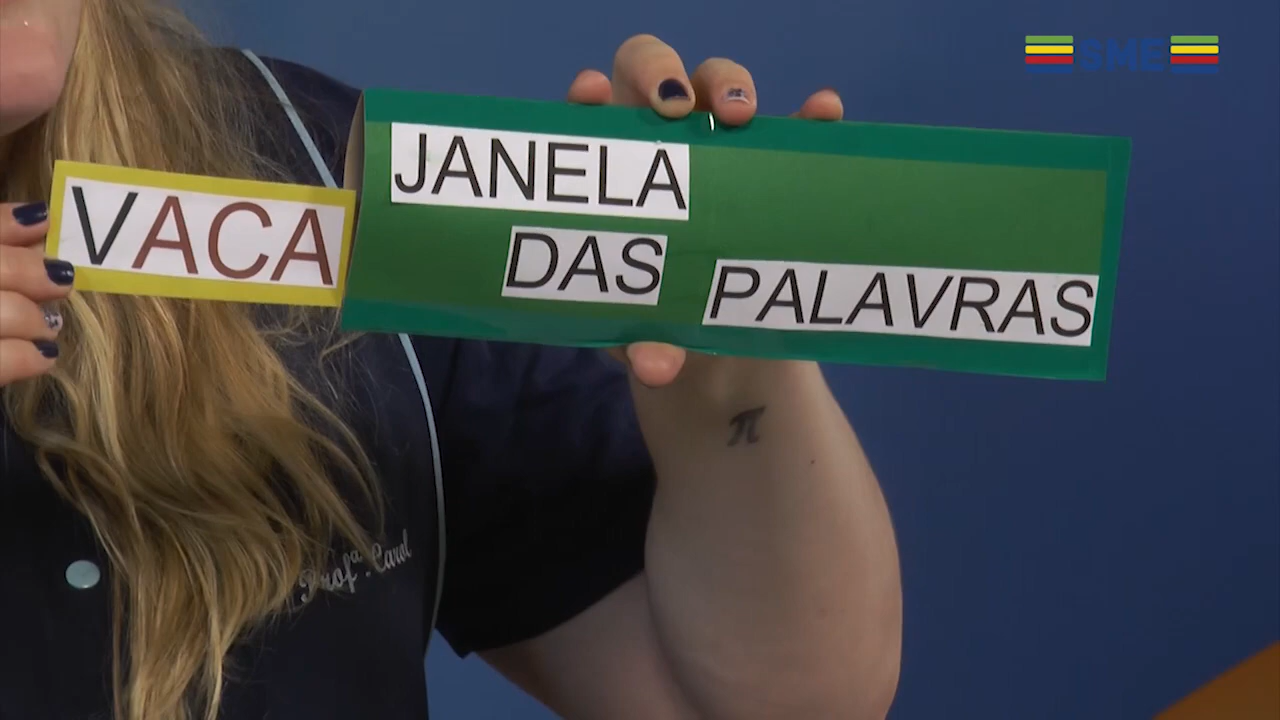 SME
JANELA
DAS
PALAVRAS
VACA
Profª. Carol
π